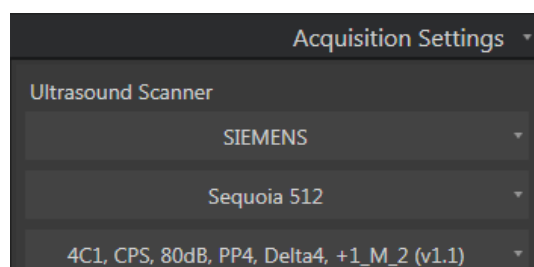 Acquisition Settings
Ultrasound Scanner
SIEMENS
Sequoia 512
4C1, CPS, 80dB, PP4, Delta4, +1_M_2 (v1.1)